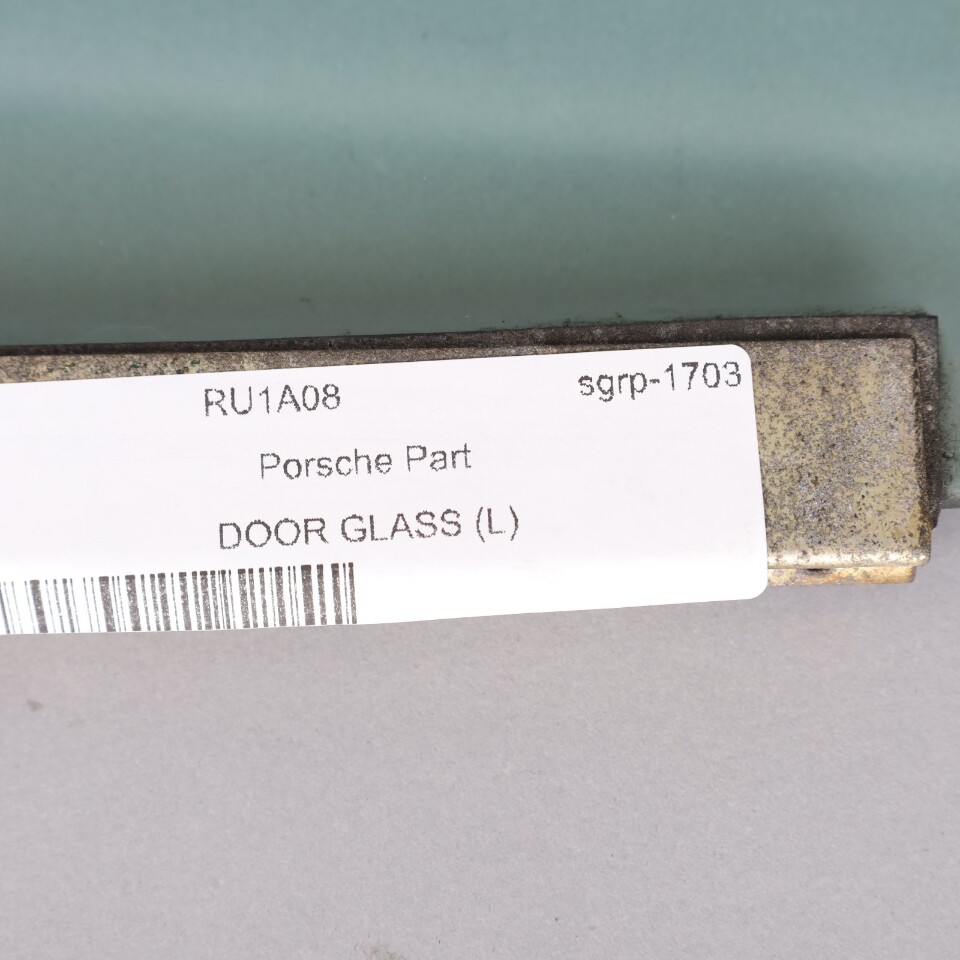 RU1A08 sgrp-1703
Porsche Part
DOOR GLASS (L)